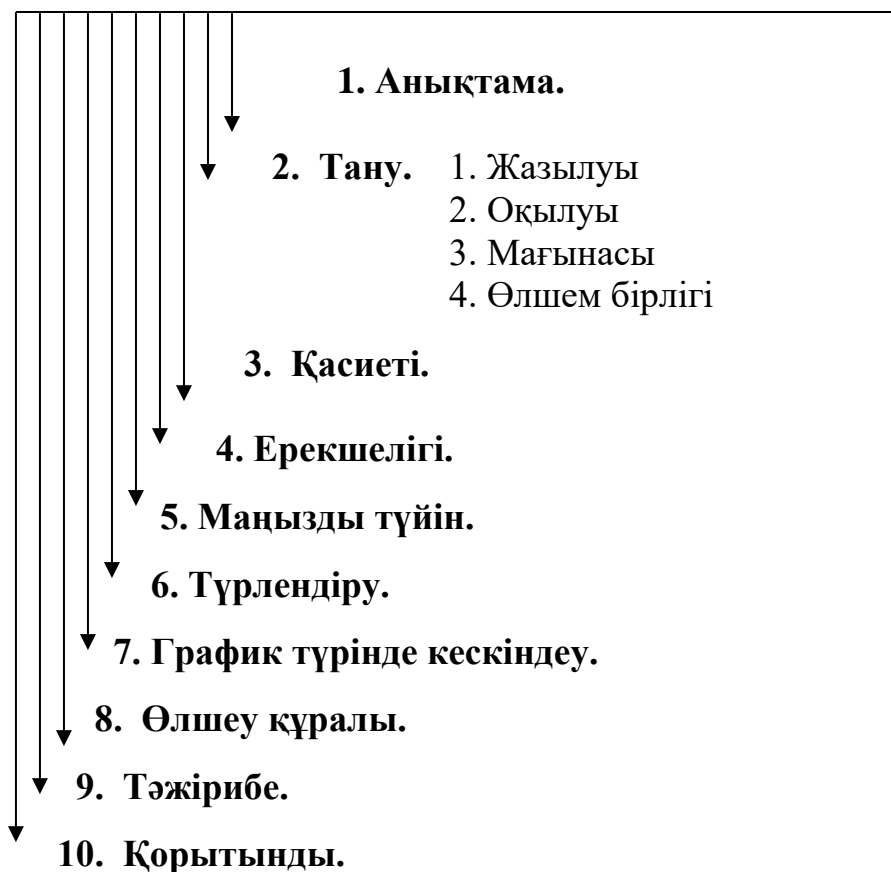 1. Анықтама.
2. Тану. 1. Жазылуы
2. Оқылуы
3. Мағынасы
4. Өлшем бірлігі
3. Қасиеті.
4. Ерекшелігі.
5. Маңызды түйін.
6. Түрлендіру.
7. График түрінде кескіндеу.
8. Өлшеу құралы.
9. Тәжірибе.
10. Қорытынды.